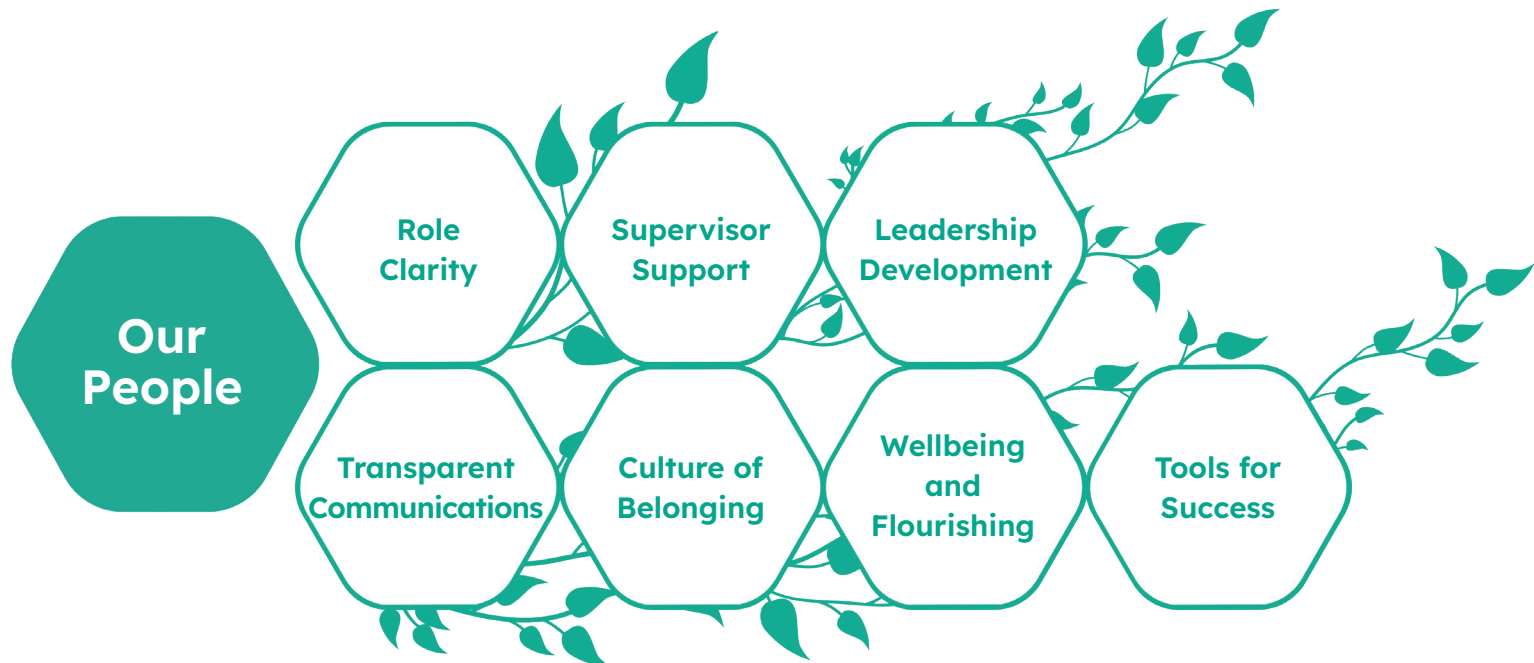 Our
People
Role
Clarity
Supervisor
Support
Leadership
Development
Transparent
Communications
Culture of
Belonging
Wellbeing
and
Flourishing
Tools for
Success